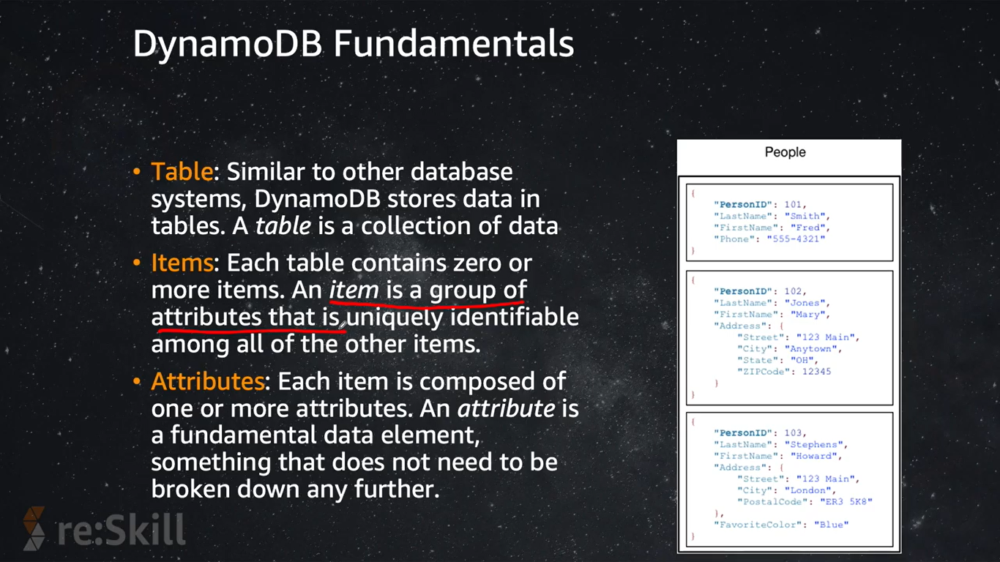 DynamoDB Fundamentals
• Table: Similar to other database
systems, DynamoDB stores data in
tables. A table is a collection of data
• Items: Each table contains zero or
more items. An item is a group of
attributes that is uniquely identifiable
among all of the other items.
• Attributes: Each item is composed of
one or more attributes. An attribute is
a fundamental data element,
something that does not need to be
broken down any further.
People
{
"PersonID": 101,
"LastName": "Smith",
"FirstName": "Fred",
"Phone": "555-4321"
}
{
"PersonID": 102,
"LastName": "Jones",
"FirstName": "Mary",
"Address": {
"Street": "123 Main",
"City": "Anytown",
"State": "OH",
"ZIPCode": 12345
}
}
{
"PersonID": 103,
"LastName": "Stephens",
"FirstName": "Howard",
"Address": {
"Street": "123 Main",
"City": "London",
"PostalCode": "ER3 5K8"
},
"FavoriteColor": "Blue"
}
re:Skill